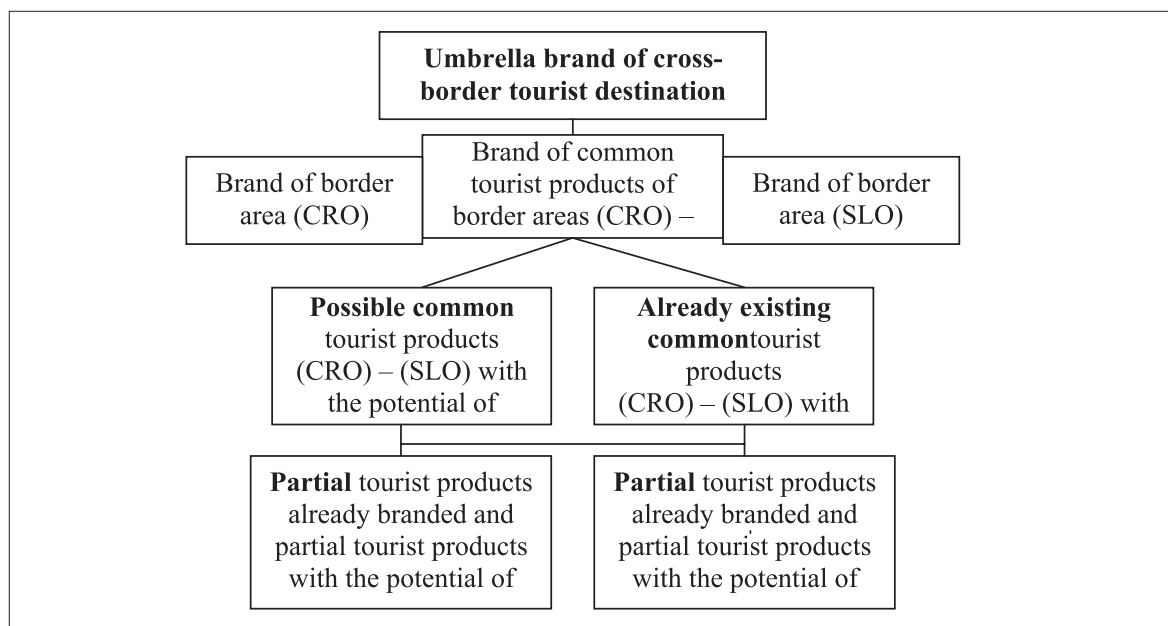 Umbrella brand of cross-
border tourist destination
Brand of border
area (CRO)
Brand of common
tourist products of
border areas (CRO) –
Brand of border
area (SLO)
Possible common
tourist products
(CRO) – (SLO) with
the potential of
Already existing
commontourist
products
(CRO) – (SLO) with
Partial tourist products
already branded and
partial tourist products
with the potential of
Partial tourist products
already branded and
partial tourist products
with the potential of